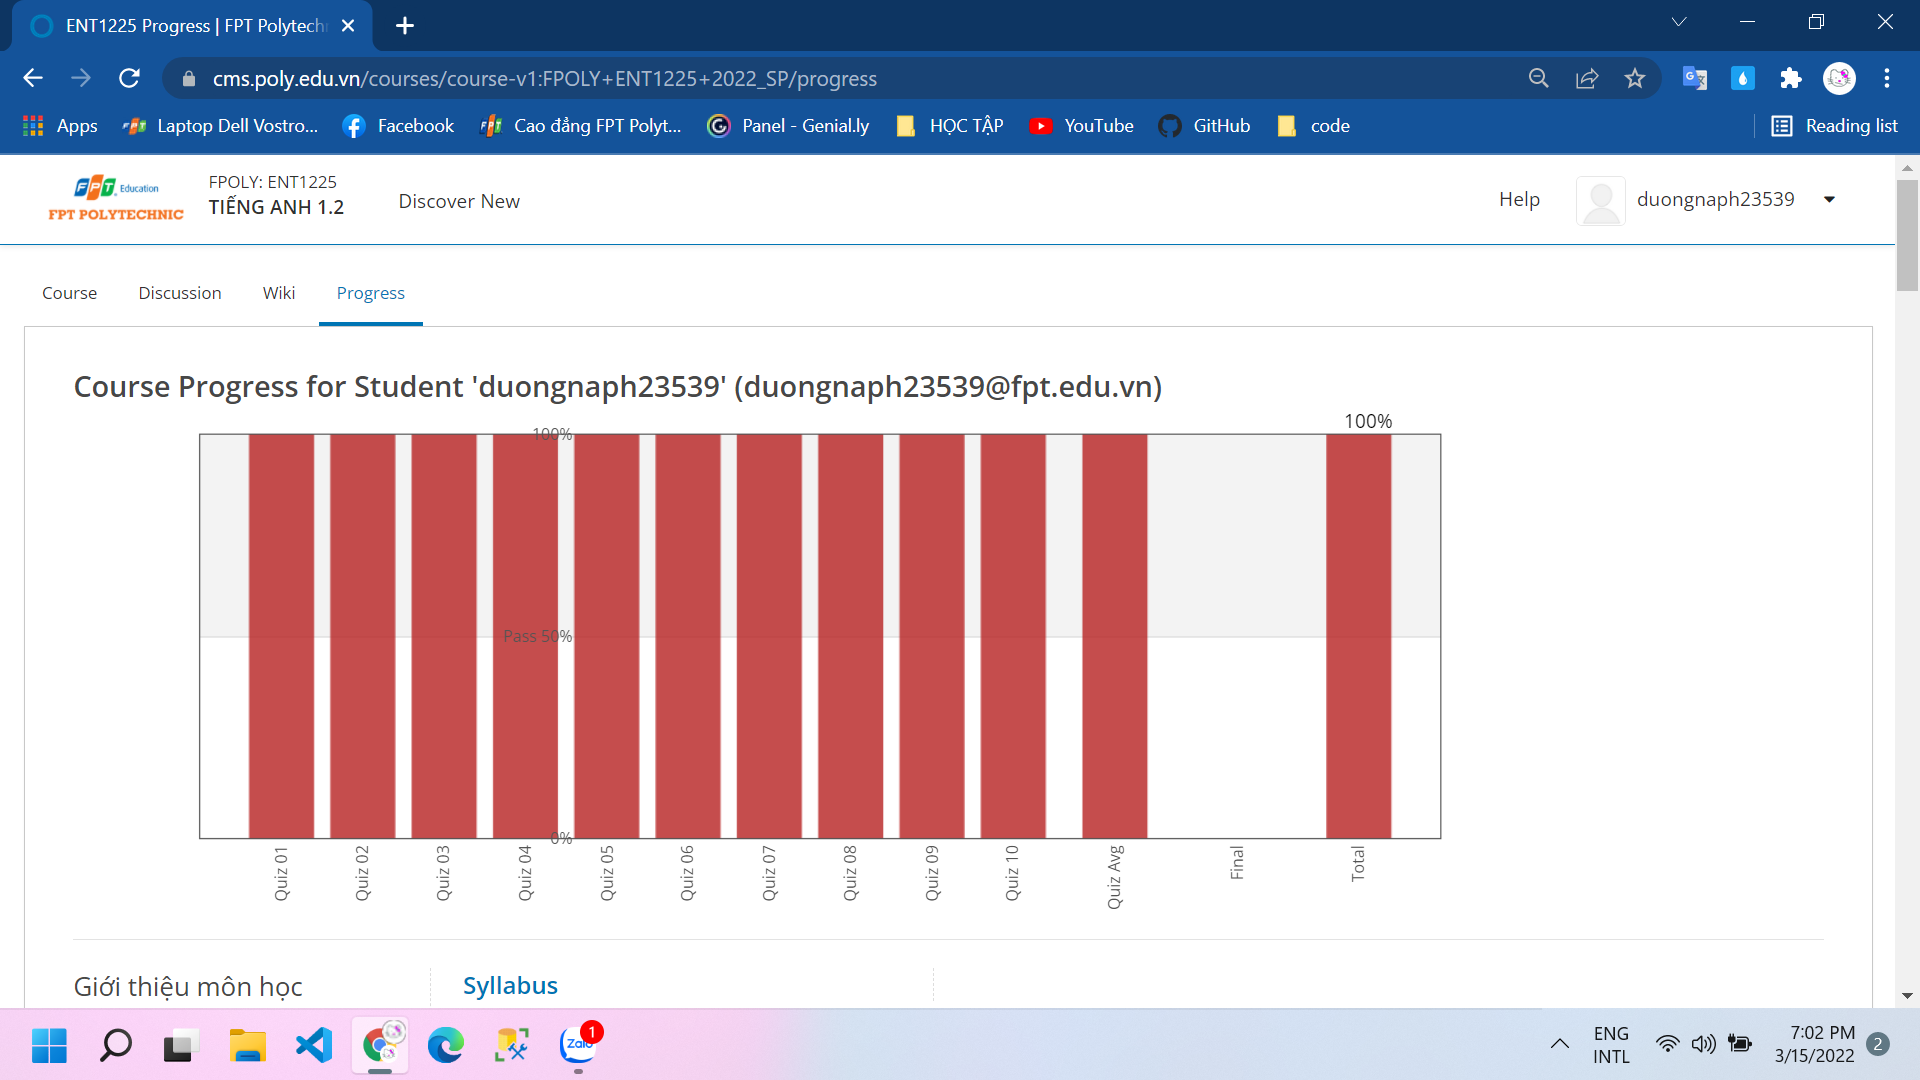 ENT1225 Progress | FPT Polytech
cms.poly.edu.vn/courses/course-v1:FPOLY+ENT1225+2022_SP/progress
Apps
Laptop Dell Vostro...
Facebook
Cao đẳng FPT Polyt...
Panel - Genial.ly
HỌC TẬP
YouTube
GitHub
code
Reading list
FPT Education
FPT POLYTECHNIC
FPOLY: ENT1225
TIẾNG ANH 1.2
Discover New
Help
duongnaph23539
Course
Discussion
Wiki
Progress
Course Progress for Student 'duongnaph23539' (duongnaph23539@fpt.edu.vn)
100%
100%
Pass 50%
0%
Quiz 01
Quiz 02
Quiz 03
Quiz 04
Quiz 05
Quiz 06
Quiz 07
Quiz 08
Quiz 09
Quiz 10
Quiz Avg
Final
Total
Giới thiệu môn học
Syllabus
Zalo
1
ENG
INTL
7:02 PM
3/15/2022
2